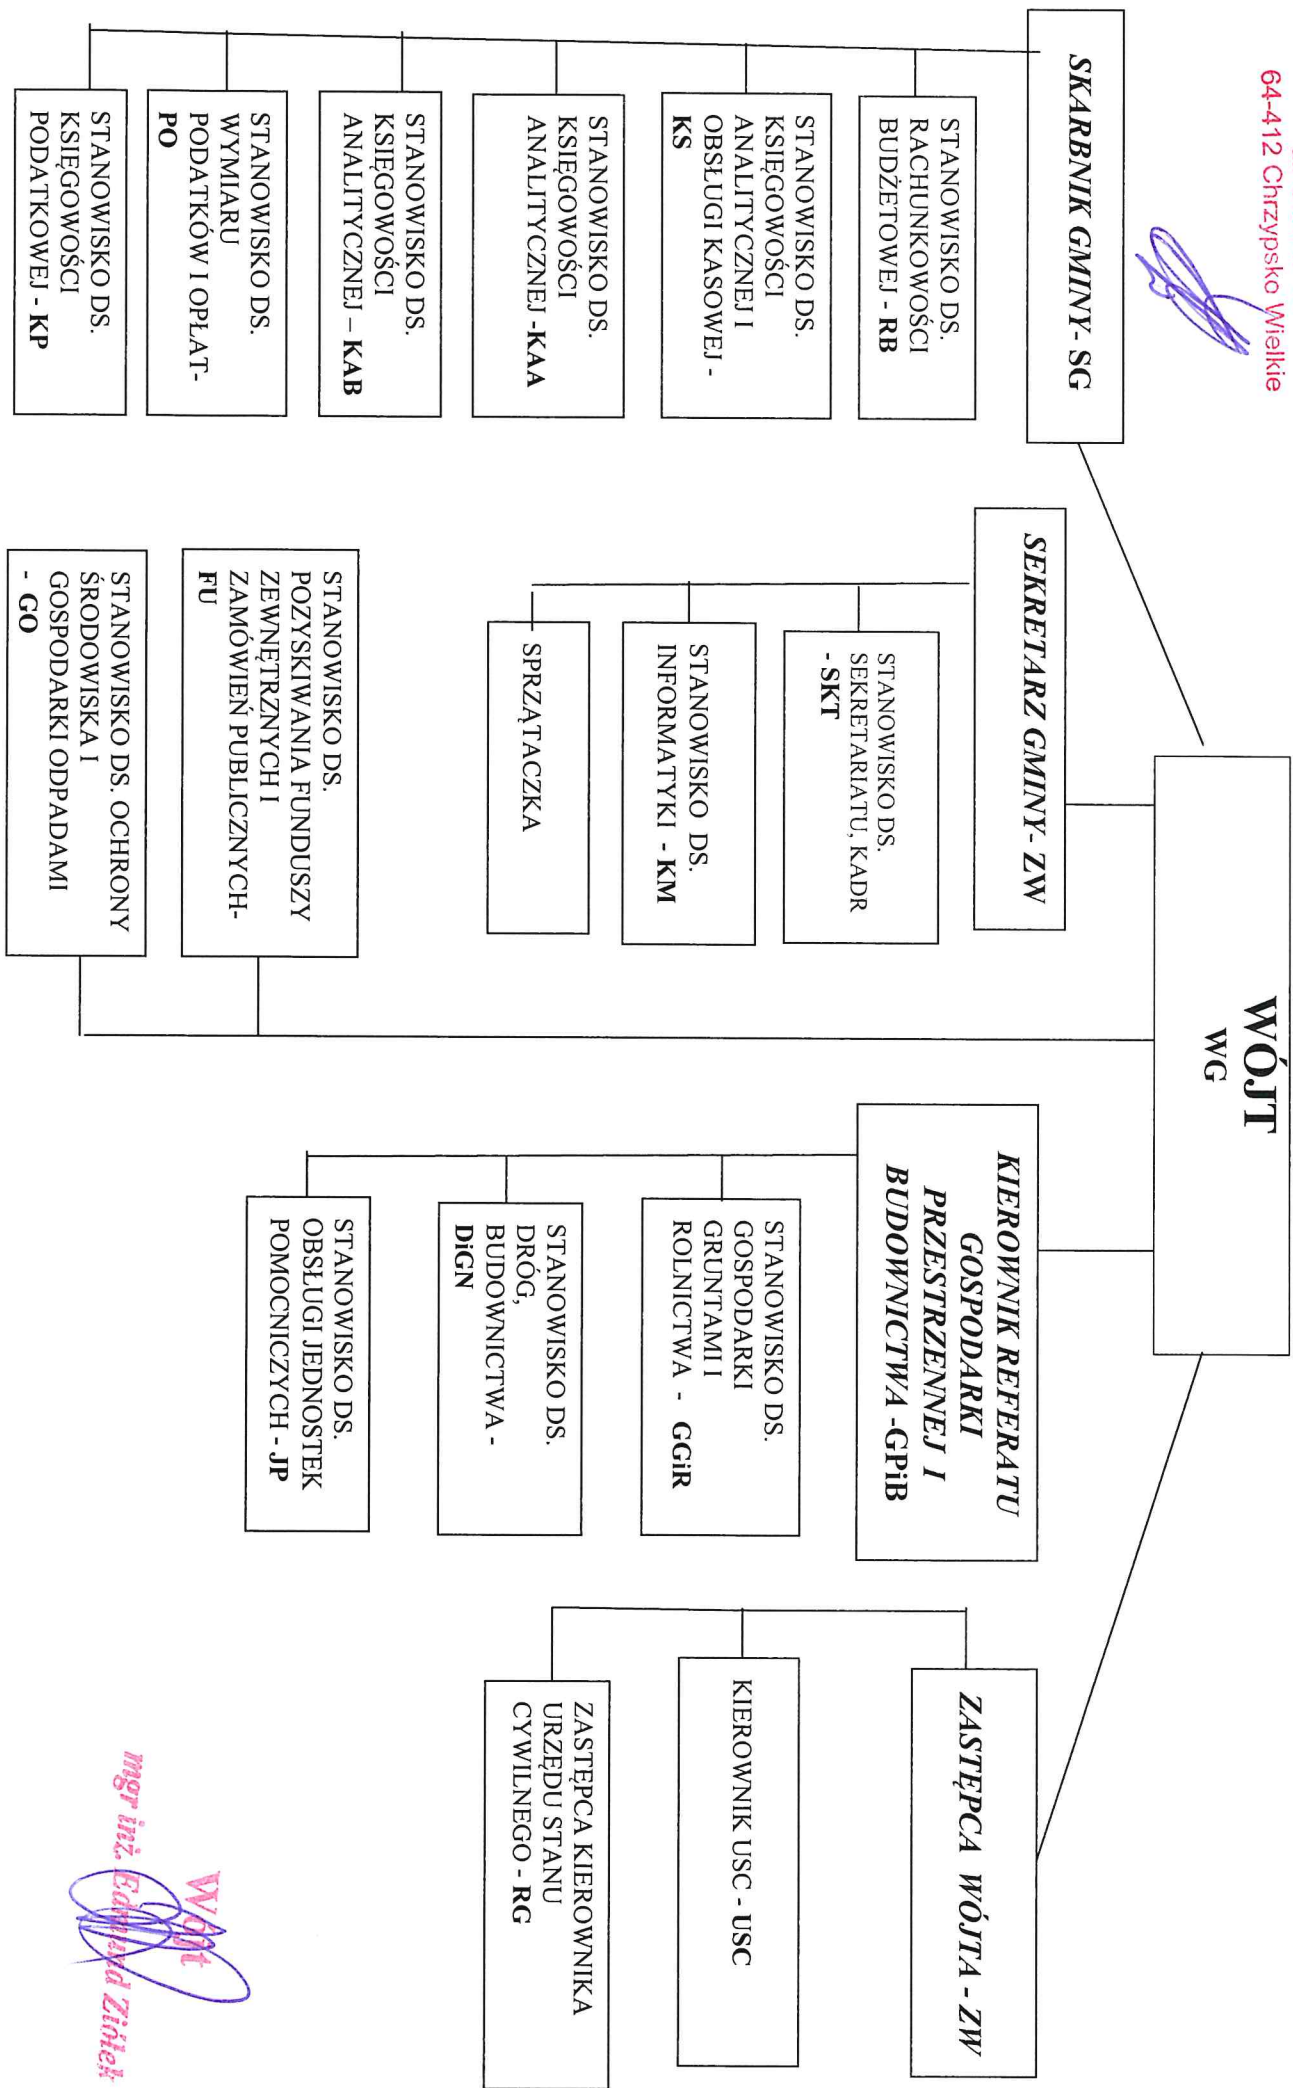 64-412 Chrzypsko Wielkie
WÓJT
WG
SKARBNIK GMINY- SG
STANOWISKO DS.
RACHUNKOWOŚCI
BUDŻETOWEJ - RB
STANOWISKO DS.
KSIĘGOWOŚCI
ANALITYCZNEJ I
OBSŁUGI KASOWEJ -
KS
STANOWISKO DS.
KSIĘGOWOŚCI
ANALITYCZNEJ -KAA
STANOWISKO DS.
KSIĘGOWOŚCI
ANALITYCZNEJ – KAB
STANOWISKO DS.
WYMIARU
PODATKÓW I OPŁAT-
PO
STANOWISKO DS.
KSIĘGOWOŚCI
PODATKOWEJ - KP
SEKRETARZ GMINY- ZW
STANOWISKO DS.
SEKRETARIATU, KADR
- SKT
STANOWISKO DS.
INFORMATYKI - KM
SPRZĄTACZKA
STANOWISKO DS.
POZYSKIWANIA FUNDUSZY
ZEWNĘTRZNYCH I
ZAMÓWIEŃ PUBLICZNYCH-
FU
STANOWISKO DS. OCHRONY
ŚRODOWISKA I
GOSPODARKI ODPADAMI
- GO
KIEROWNIK REFERATU
GOSPODARKI
PRZESTRZENNEJ I
BUDOWNICTWA -GPiB
STANOWISKO DS.
GOSPODARKI
GRUNTAMI I
ROLNICTWA - GGiR
STANOWISKO DS.
DRÓG,
BUDOWNICTWA -
DiGN
STANOWISKO DS.
OBSŁUGI JEDNOSTEK
POMOCNICZYCH - JP
ZASTĘPCA WÓJTA - ZW
KIEROWNIK USC - USC
ZASTĘPCA KIEROWNIKA
URZĘDU STANU
CYWILNEGO - RG
Wójt
mgr inż. Edmund Ziółek